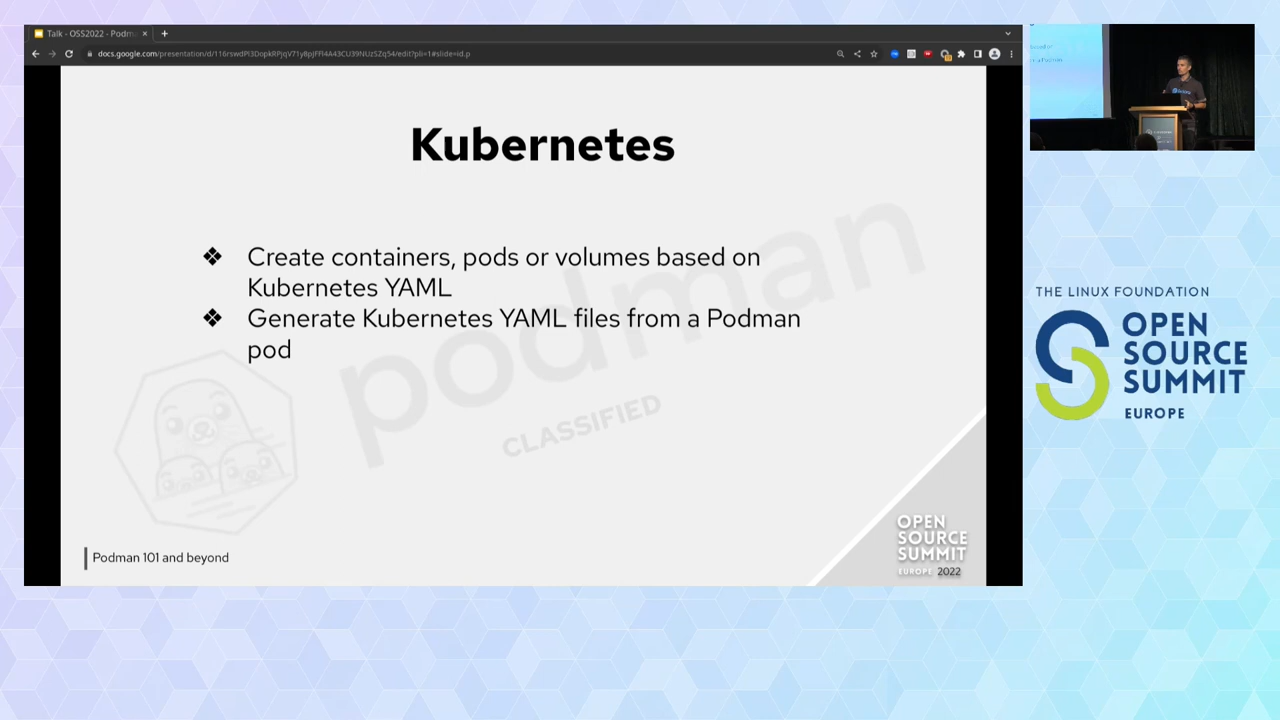 Talk - OSS2022 - Podm
Kubernetes
❖ Create containers, pods or volumes based on
Kubernetes YAML
❖ Generate Kubernetes YAML files from a Podman
pod
podman
CLASSIFIED
Podman 101 and beyond
OPEN
SOURCE
SUMMIT
EUROPE 2022
THE LINUX FOUNDATION
OPEN
SOURCE
SUMMIT
EUROPE